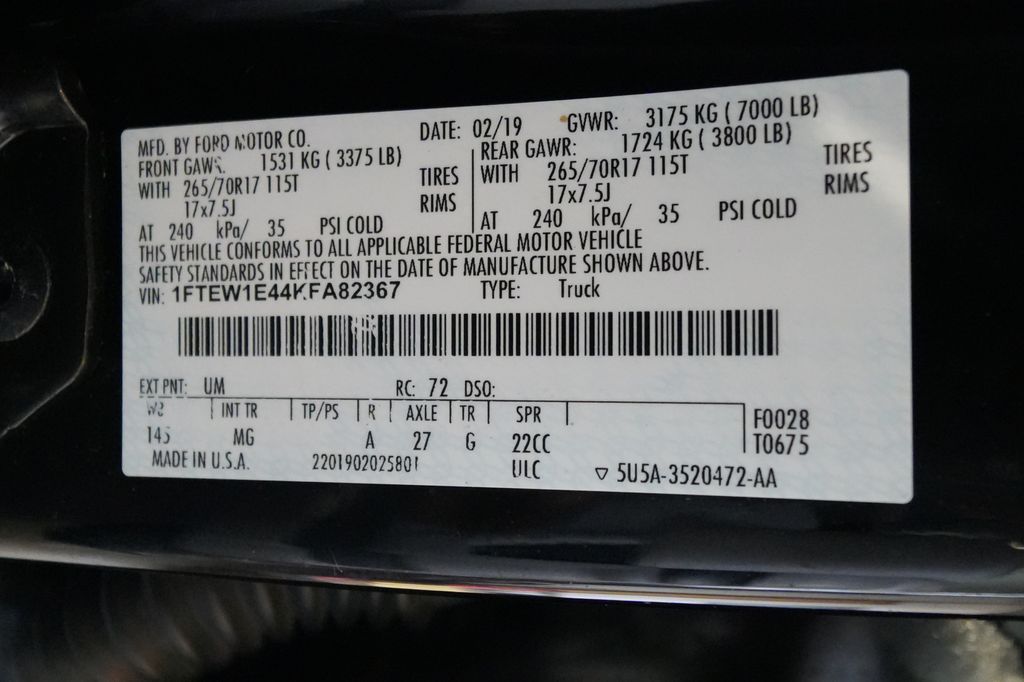 MFD. BY FORD MOTOR CO. DATE: 02/19 GVWR: 3175 KG ( 7000 LB)
FRONT GAWR: 1531 KG ( 3375 LB) REAR GAWR: 1724 KG ( 3800 LB)
WITH 265/70R17 115T TIRES WITH 265/70R17 115T TIRES
17x7.5J RIMS 17x7.5J RIMS
AT 240 kPa/ 35 PSI COLD AT 240 kPa/ 35 PSI COLD
THIS VEHICLE CONFORMS TO ALL APPLICABLE FEDERAL MOTOR VEHICLE
SAFETY STANDARDS IN EFFECT ON THE DATE OF MANUFACTURE SHOWN ABOVE.
VIN: 1FTEW1E44KFA82367 TYPE: Truck
EXT PNT: UM RC: 72 DSO:
WB INT TR TP/PS R AXLE TR SPR F0028
145 MG A 27 G 22CC T0675
MADE IN U.S.A. 2201902025801 ULC ▽ 5U5A-3520472-AA